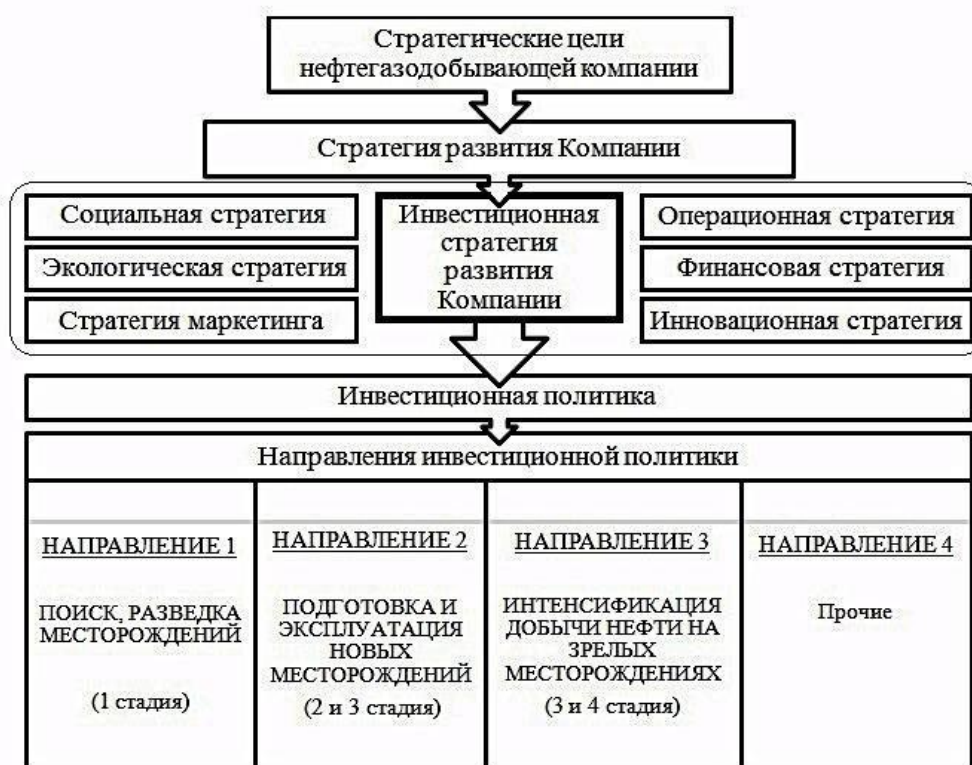 Стратегические цели
нефтегазодобывающей компании
Стратегия развития Компании
Социальная стратегия
Экологическая стратегия
Стратегия маркетинга
Инвестиционная
стратегия
развития
Компании
Операционная стратегия
Финансовая стратегия
Инновационная стратегия
Инвестиционная политика
Направления инвестиционной политики
НАПРАВЛЕНИЕ 1
ПОИСК, РАЗВЕДКА
МЕСТОРОЖДЕНИЙ
(1 стадия)
НАПРАВЛЕНИЕ 2
ПОДГОТОВКА И
ЭКСПЛУАТАЦИЯ
НОВЫХ
МЕСТОРОЖДЕНИЙ
(2 и 3 стадия)
НАПРАВЛЕНИЕ 3
ИНТЕНСИФИКАЦИЯ
ДОБЫЧИ НЕФТИ НА
ЗРЕЛЫХ
МЕСТОРОЖДЕНИЯХ
(3 и 4 стадия)
НАПРАВЛЕНИЕ 4
Прочие